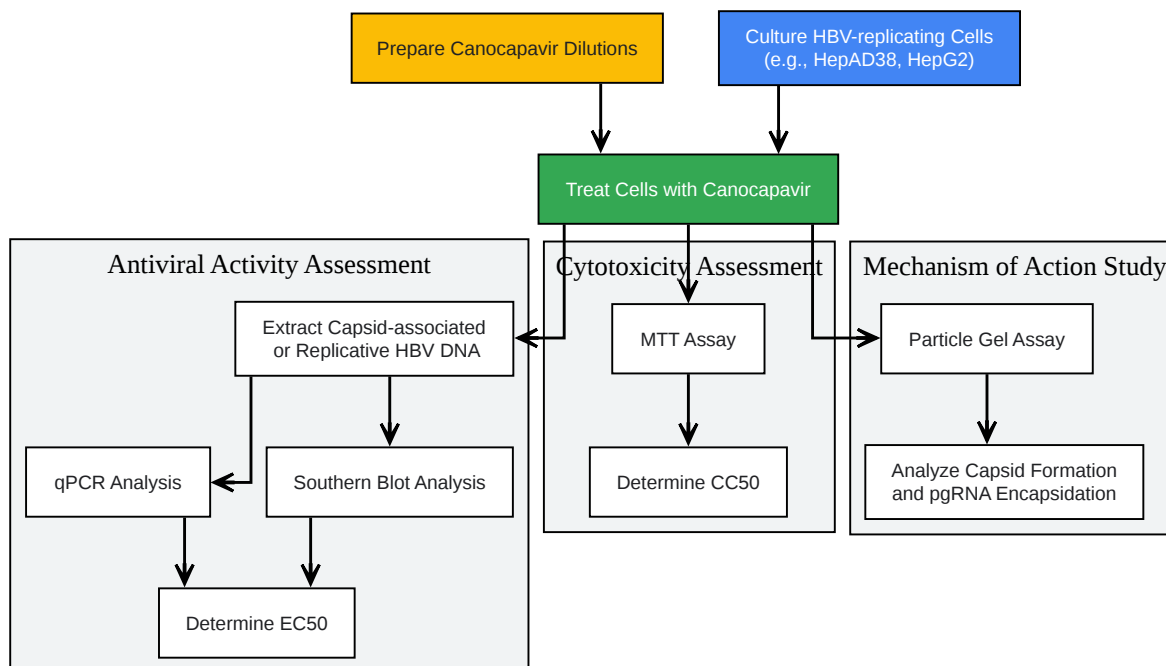 Prepare Canocapavir Dilutions
Culture HBV-replicating Cells
(e.g., HepAD38, HepG2)
Treat Cells with Canocapavir
Antiviral Activity Assessment
Cytotoxicity Assessment
Mechanism of Action Study
Extract Capsid-associated
or Replicative HBV DNA
MTT Assay
Particle Gel Assay
qPCR Analysis
Southern Blot Analysis
Determine CC50
Analyze Capsid Formation
and pgRNA Encapsidation
Determine EC50